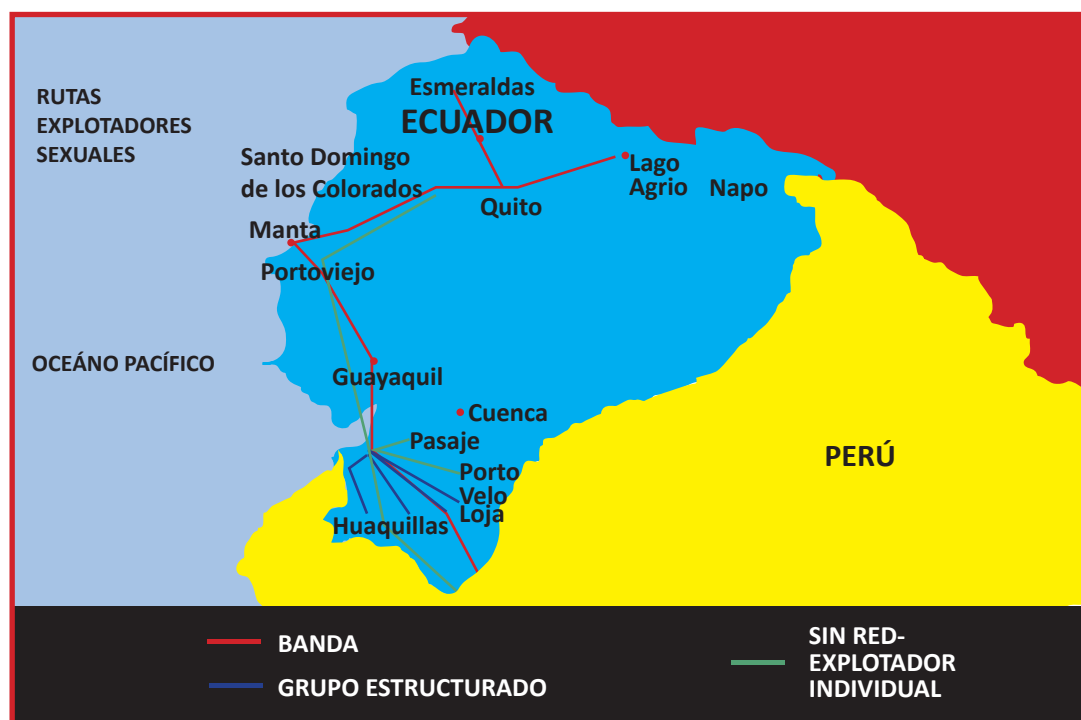 RUTAS
EXPLOTADORES
SEXUALES
Esmeraldas
ECUADOR
Santo Domingo
de los Colorados
Lago
Agrio
Napo
Quito
Manta
Portoviejo
OCEÁNO PACÍFICO
Guayaquil
Cuenca
Pasaje
PERÚ
Porto
Velo
Loja
Huaquillas
BANDA
GRUPO ESTRUCTURADO
SIN RED-
EXPLOTADOR
INDIVIDUAL